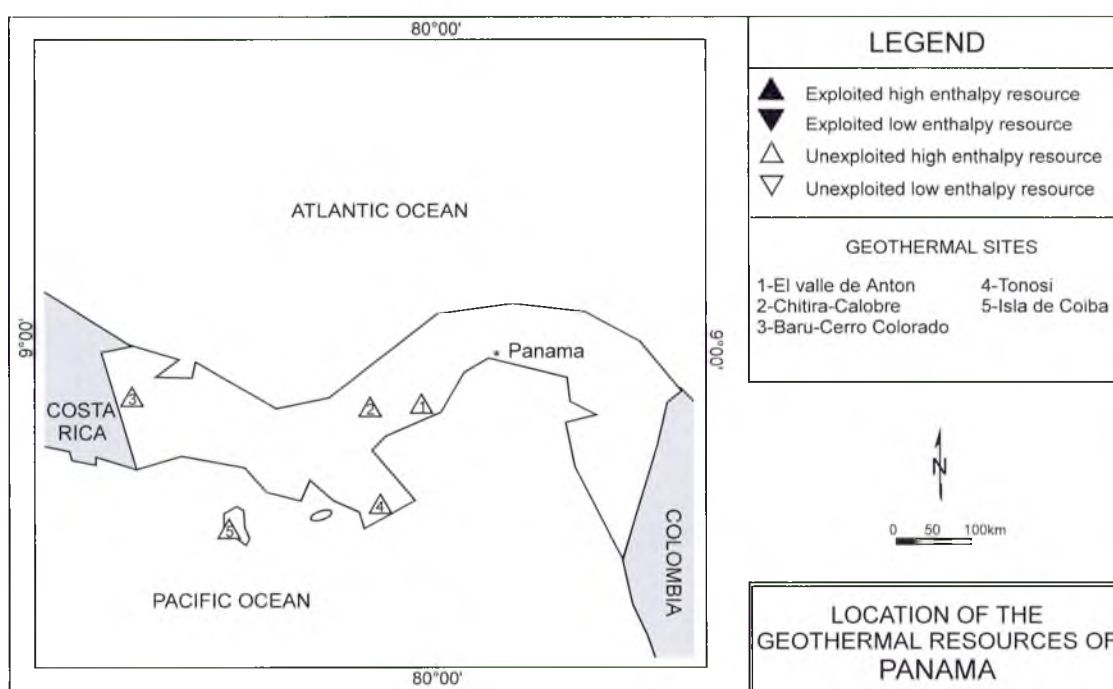 80°00'
ATLANTIC OCEAN
9°00'
9°00'
* Panama
3
2
1
COSTA
RICA
4
5
COLOMBIA
PACIFIC OCEAN
80°00'
LEGEND
Exploited high enthalpy resource
Exploited low enthalpy resource
Unexploited high enthalpy resource
Unexploited low enthalpy resource
GEOTHERMAL SITES
1-El valle de Anton 4-Tonosi
2-Chitira-Calobre 5-Isla de Coiba
3-Baru-Cerro Colorado
N
0 50 100km
LOCATION OF THE
GEOTHERMAL RESOURCES OF
PANAMA